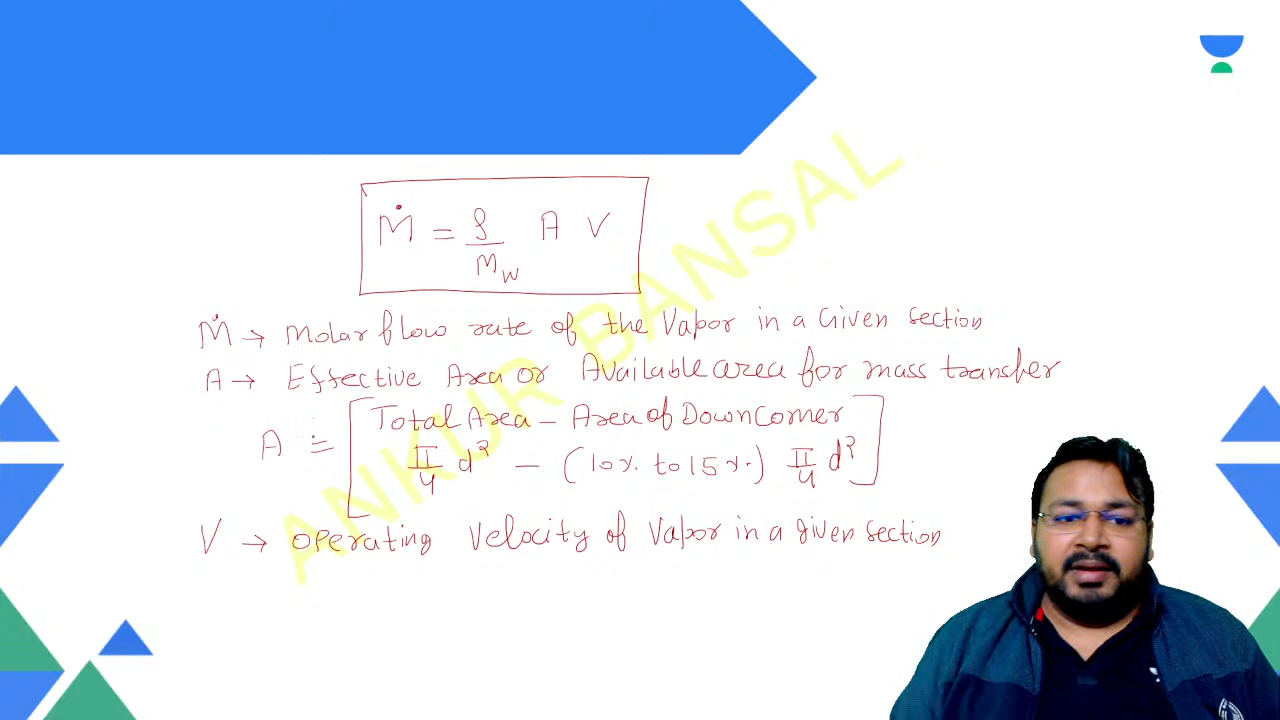 Ṁ = ρ/M_W A V
Ṁ → Molar flow rate of the Vapor in a Given section
A → Effective Area or Available area for mass transfer
A = [Total Area - Area of Downcomer
π/4 d² - (10%. to 15%.) π/4 d²]
V → Operating Velocity of Vapor in a given section
ANKUR BANSAL